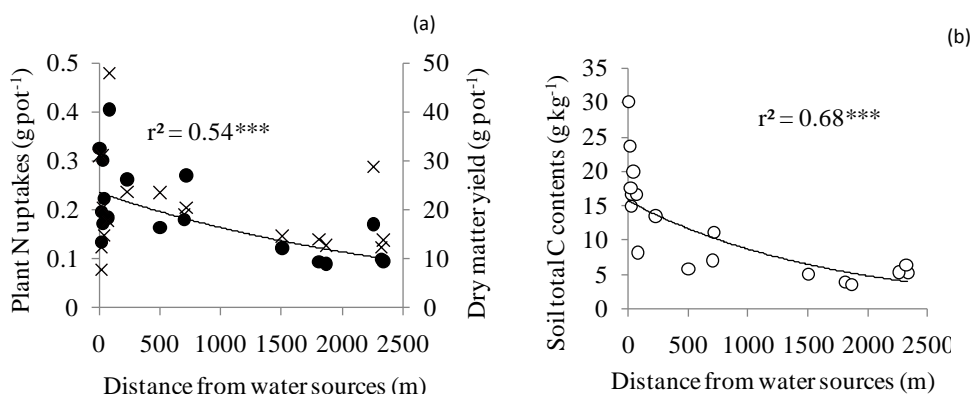 (a)
0.5
0.4
0.3
0.2
0.1
0
Plant N uptakes (g pot⁻¹)
r² = 0.54***
50
40
30
20
10
0
Dry matter yield (g pot⁻¹)
0 500 1000 1500 2000 2500
Distance from water sources (m)
(b)
35
30
25
20
15
10
5
0
Soil total C contents (g kg⁻¹)
r² = 0.68***
0 500 1000 1500 2000 2500
Distance from water sources (m)